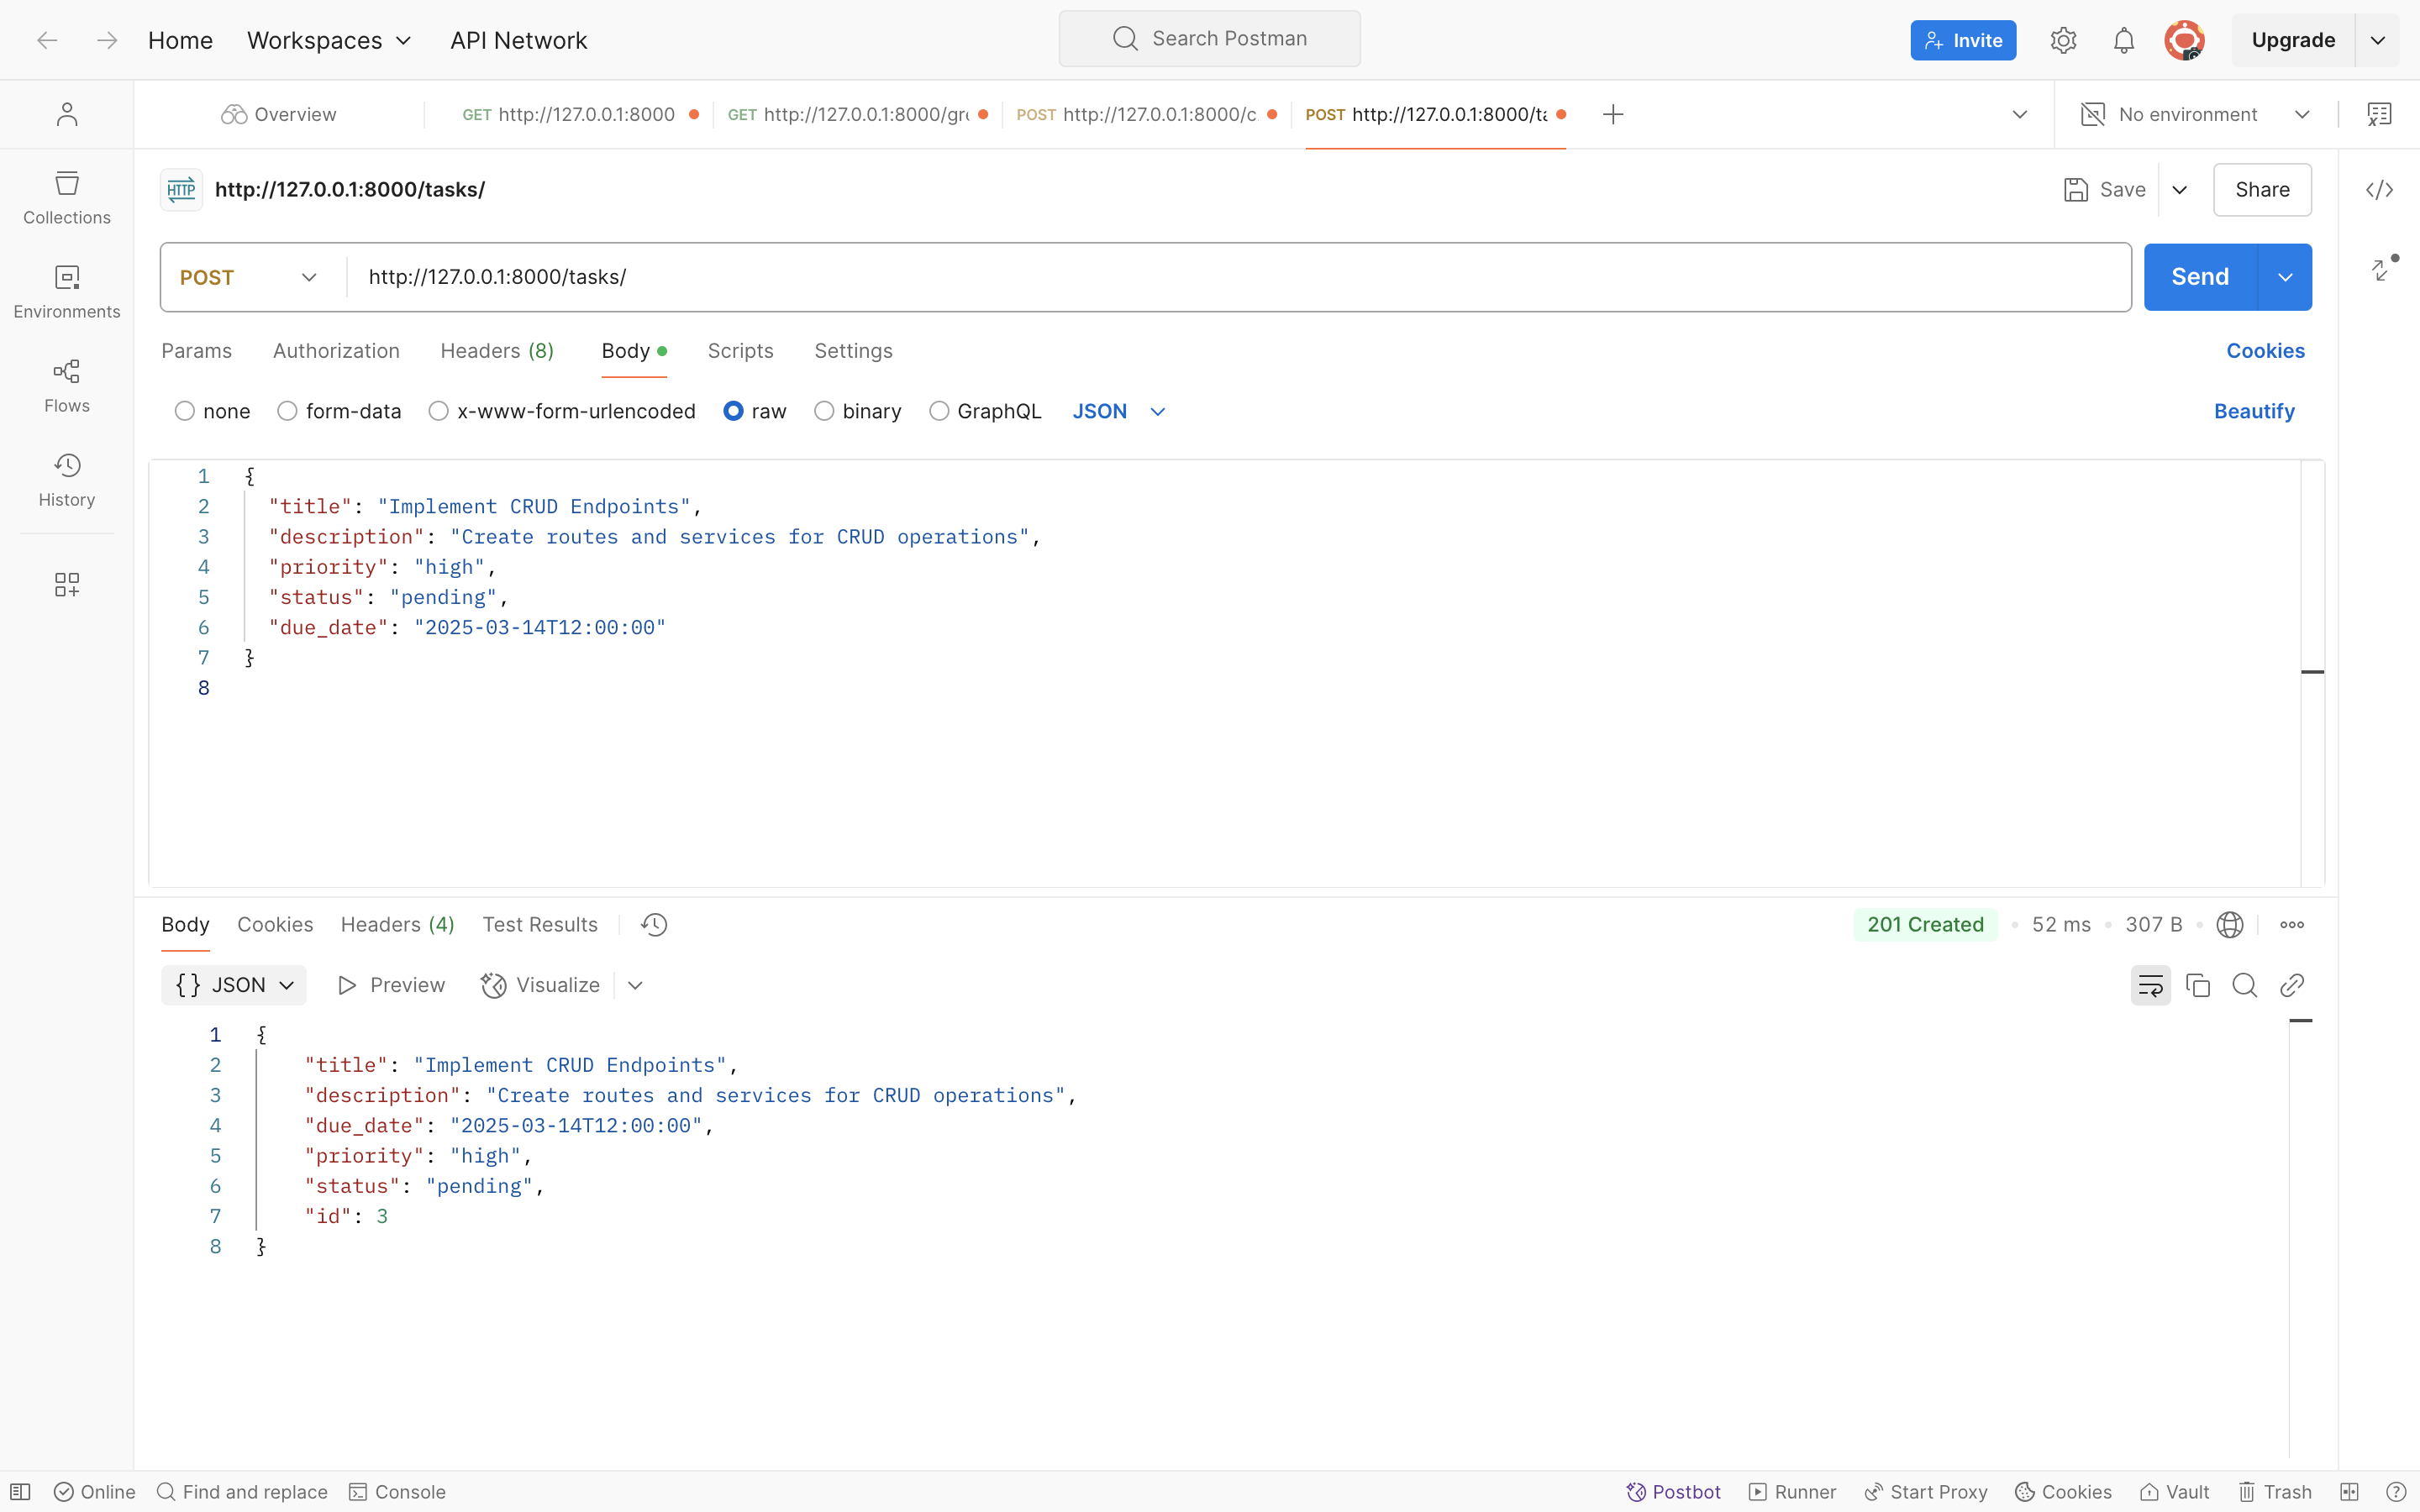 Home Workspaces API Network Search Postman Invite Upgrade
Overview GET http://127.0.0.1:8000 GET http://127.0.0.1:8000/gr POST http://127.0.0.1:8000/c POST http://127.0.0.1:8000/ta No environment
HTTP http://127.0.0.1:8000/tasks/ Save Share
Collections
Environments
Flows
History
POST http://127.0.0.1:8000/tasks/ Send
Params Authorization Headers (8) Body Scripts Settings Cookies
none form-data x-www-form-urlencoded raw binary GraphQL JSON Beautify
1 {
2 "title": "Implement CRUD Endpoints",
3 "description": "Create routes and services for CRUD operations",
4 "priority": "high",
5 "status": "pending",
6 "due_date": "2025-03-14T12:00:00"
7 }
8
Body Cookies Headers (4) Test Results 201 Created 52 ms 307 B
{} JSON Preview Visualize
1 {
2 "title": "Implement CRUD Endpoints",
3 "description": "Create routes and services for CRUD operations",
4 "due_date": "2025-03-14T12:00:00",
5 "priority": "high",
6 "status": "pending",
7 "id": 3
8 }
Online Find and replace Console Postbot Runner Start Proxy Cookies Vault Trash